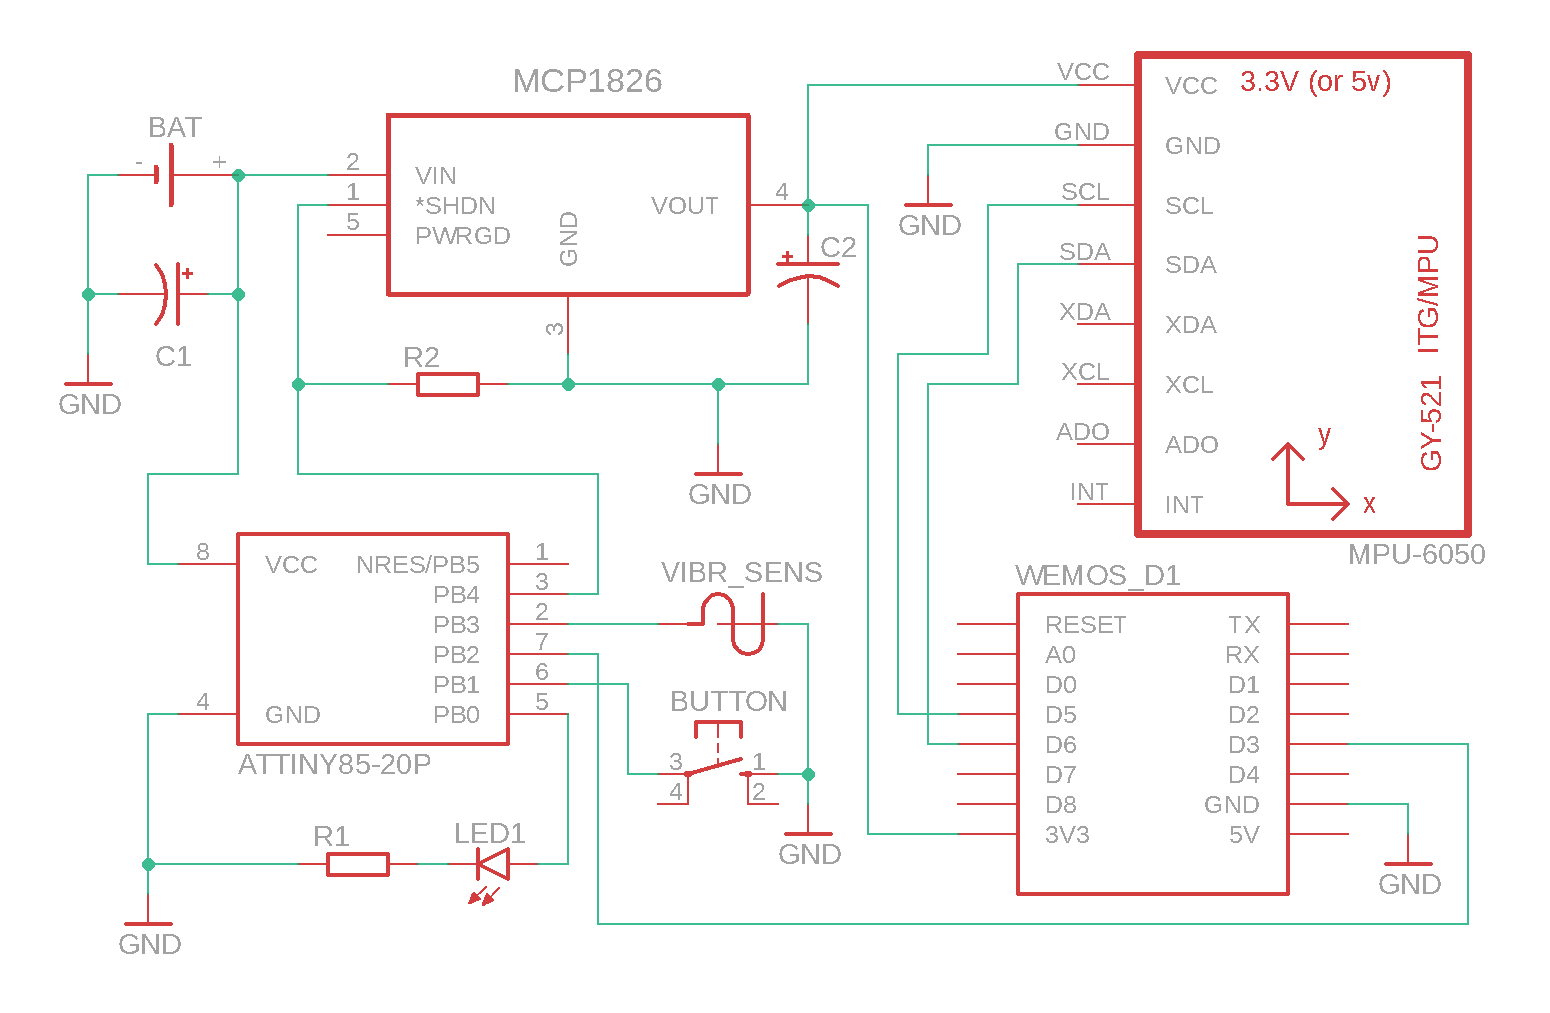 MCP1826
BAT
- +
2 VIN
1 *SHDN
5 PWRGD
VOUT 4
GND
3
C1
GND
R2
C2
+
+
GND
VCC VCC 3.3V (or 5v)
GND GND
SCL SCL
SDA SDA
XDA XDA
XCL XCL
ADO ADO
INT INT
GND
GY-521 ITG/MPU
y
x
MPU-6050
8 VCC
NRES/PB5 1
PB4 3
PB3 2
PB2 7
PB1 6
PB0 5
4 GND
ATTINY85-20P
VIBR_SENS
BUTTON
3 1
4 2
GND
R1
LED1
GND
WEMOS_D1
RESET TX
A0 RX
D0 D1
D5 D2
D6 D3
D7 D4
D8 GND
3V3 5V
GND